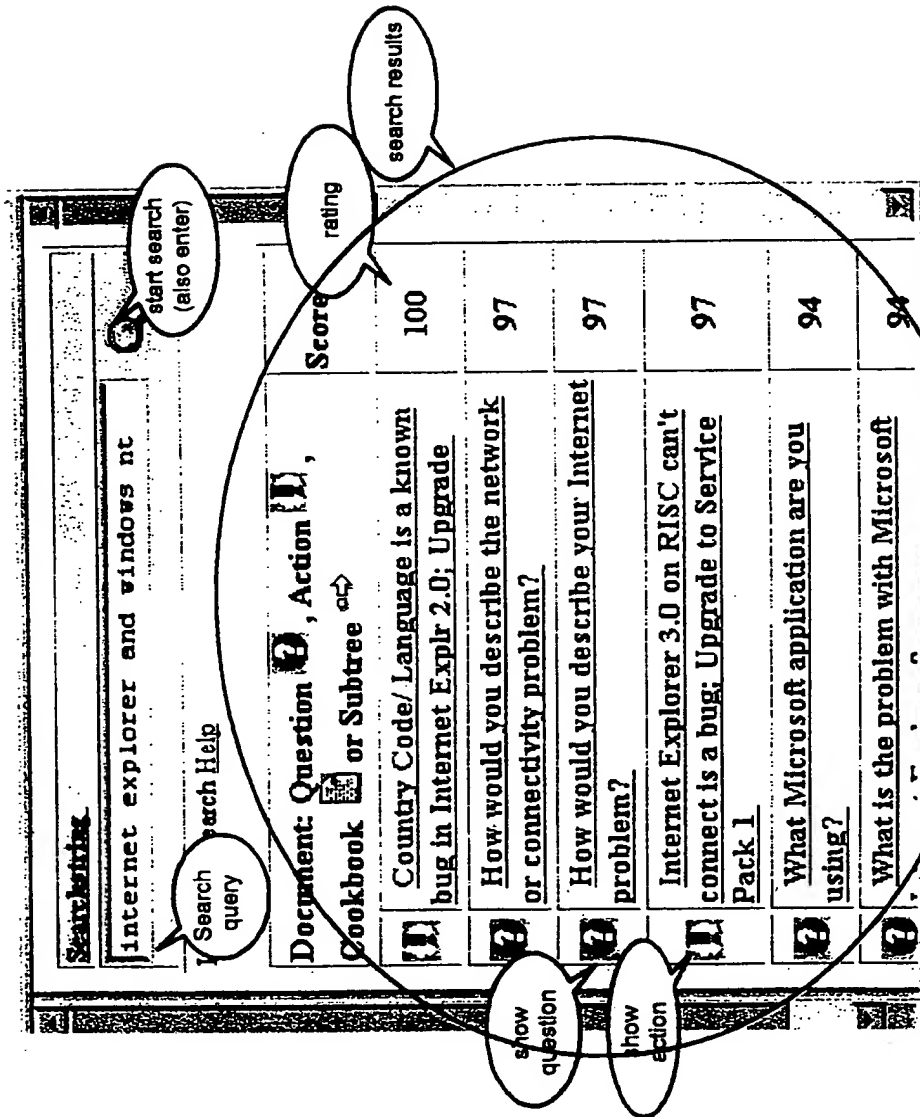 Searchstring
internet explorer and windows nt
start search
(also enter)
earch Help
Search
query
search results
rating
Document: Question , Action ,
Cookbook or Subtree
Score
Country Code/ Language is a known
bug in Internet Explr 2.0; Upgrade
100
How would you describe the network
or connectivity problem?
97
How would you describe your Internet
problem?
97
show
question
Internet Explorer 3.0 on RISC can't
connect is a bug; Upgrade to Service
Pack 1
97
show
action
What Microsoft application are you
using?
94
What is the problem with Microsoft
94